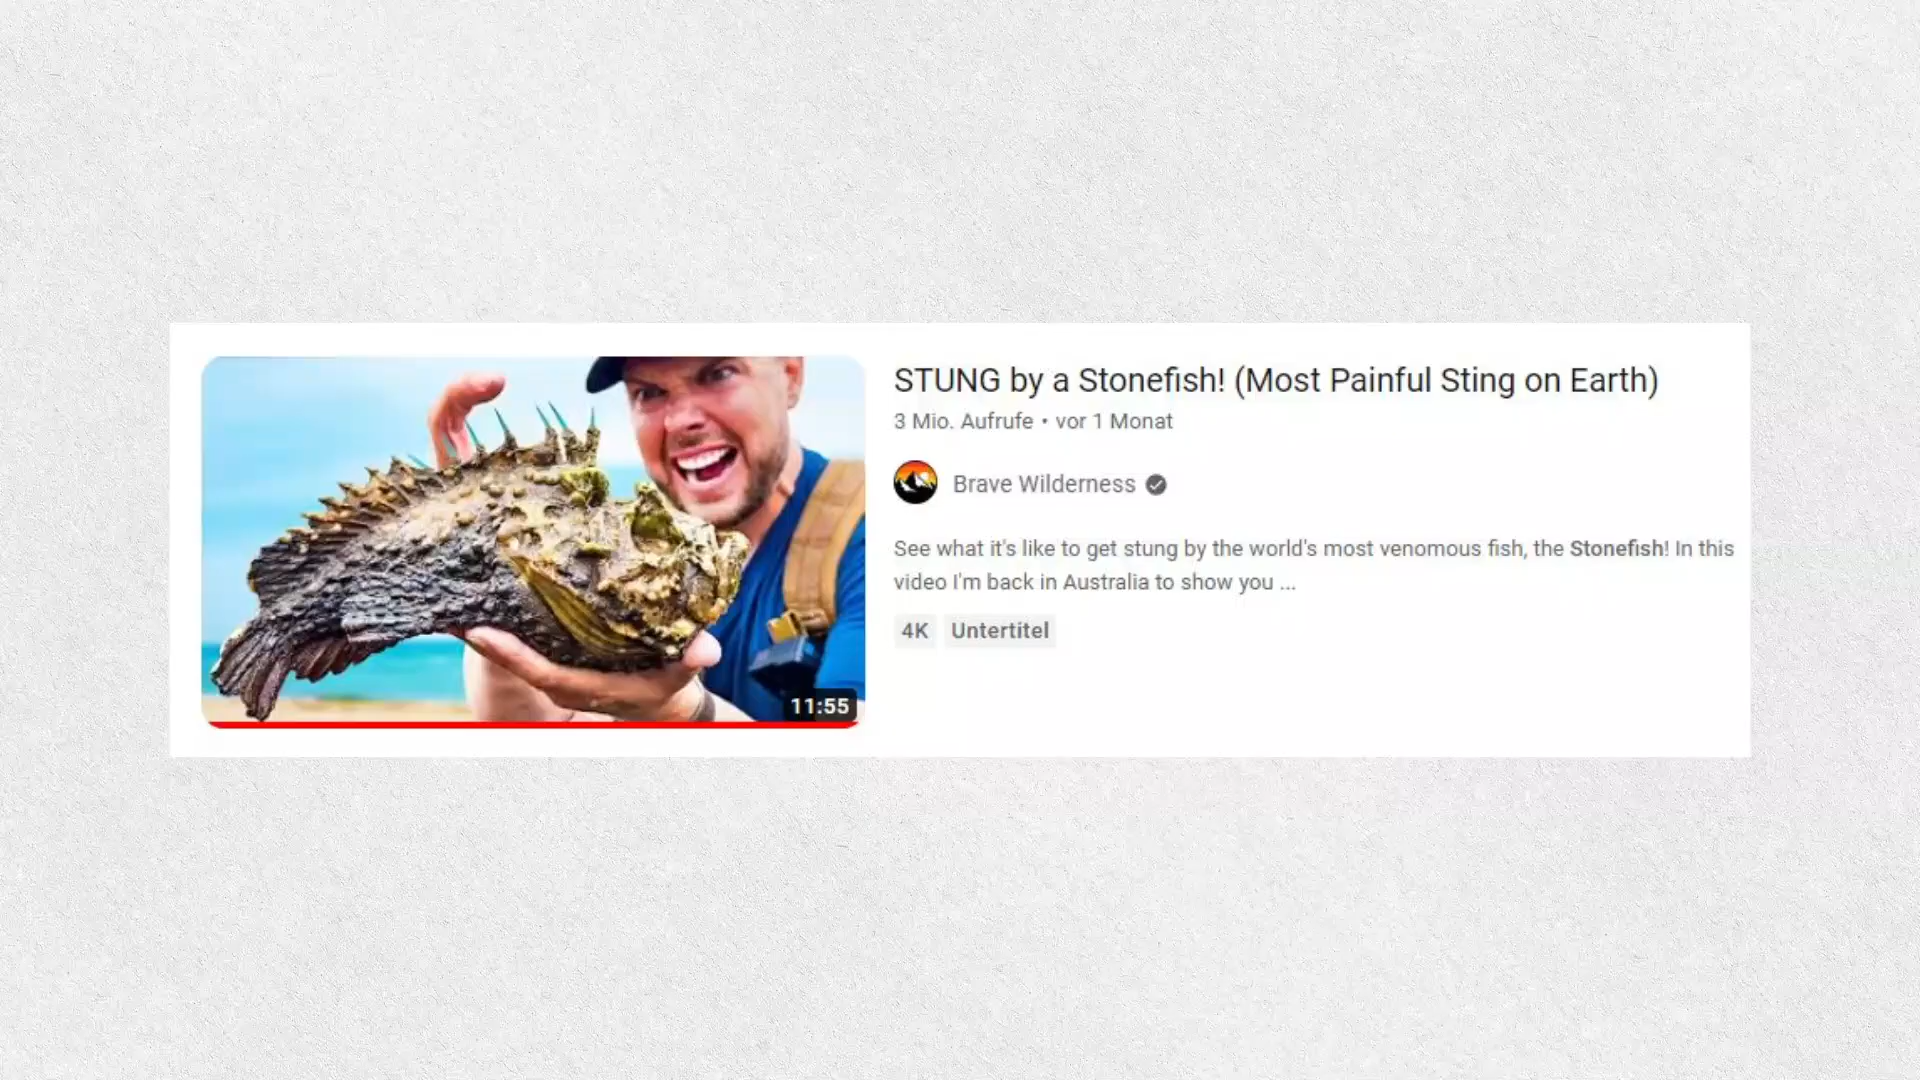 STUNG by a Stonefish! (Most Painful Sting on Earth)
3 Mio. Aufrufe • vor 1 Monat
Brave Wilderness
See what it's like to get stung by the world's most venomous fish, the Stonefish! In this
video I'm back in Australia to show you ...
4K Untertitel
11:55